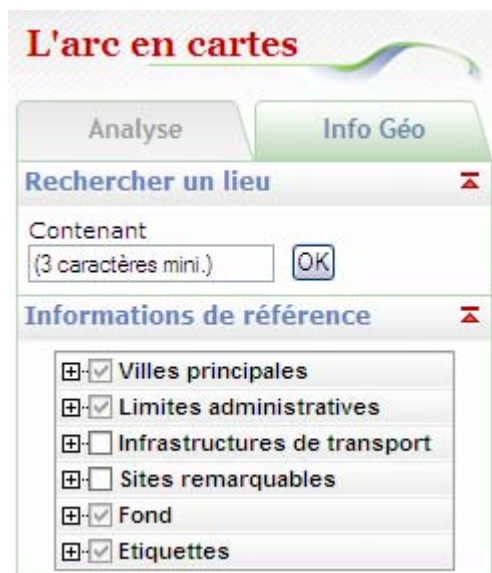 L'arc en cartes
Analyse Info Géo
Rechercher un lieu
Contenant
(3 caractères mini.) OK
Informations de référence
Villes principales
Limites administratives
Infrastructures de transport
Sites remarquables
Fond
Etiquettes